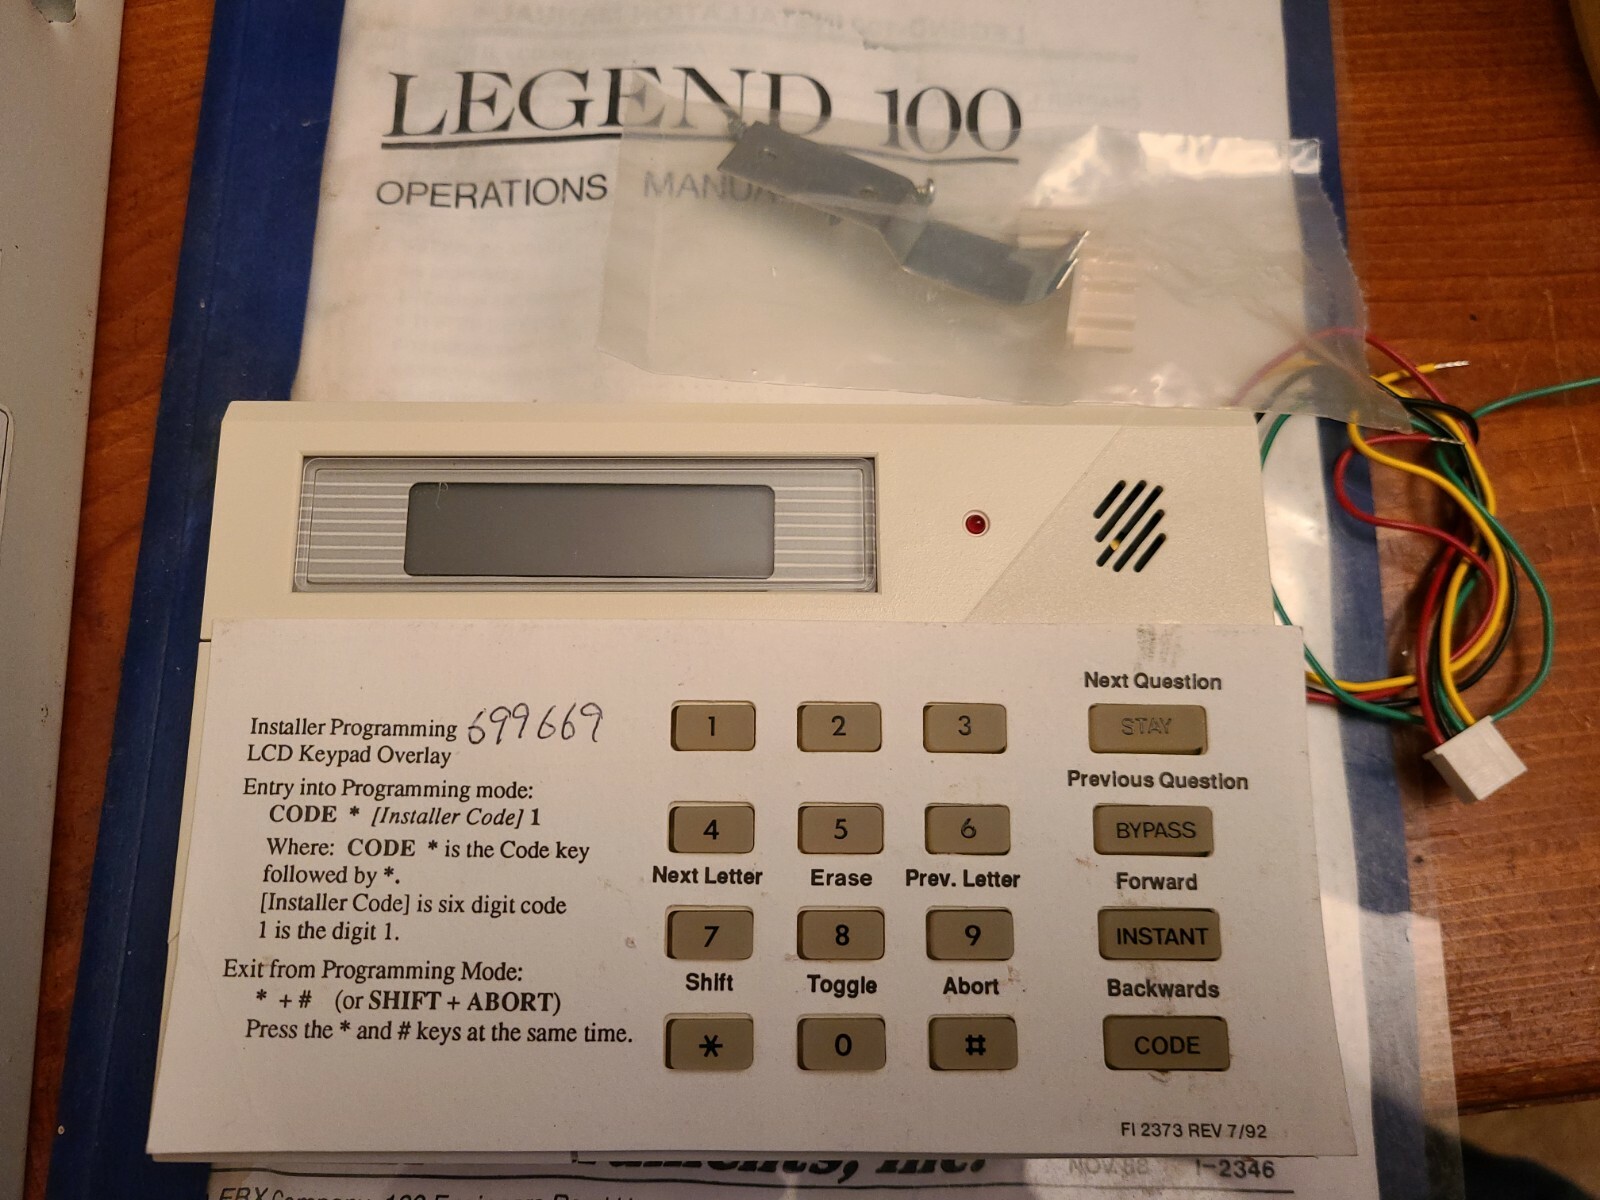 LEGEND 100
OPERATIONS MANUA
Installer Programming 699669
LCD Keypad Overlay
Entry into Programming mode:
CODE * [Installer Code] 1
Where: CODE * is the Code key
followed by *.
[Installer Code] is six digit code
1 is the digit 1.
Exit from Programming Mode:
* + # (or SHIFT + ABORT)
Press the * and # keys at the same time.
1 2 3
Next Question
STAY
4 5 6
Previous Question
BYPASS
Next Letter Erase Prev. Letter
7 8 9
Forward
INSTANT
Shift Toggle Abort
* 0 #
Backwards
CODE
FI 2373 REV 7/92
Inc.
NOV.88 I-2346